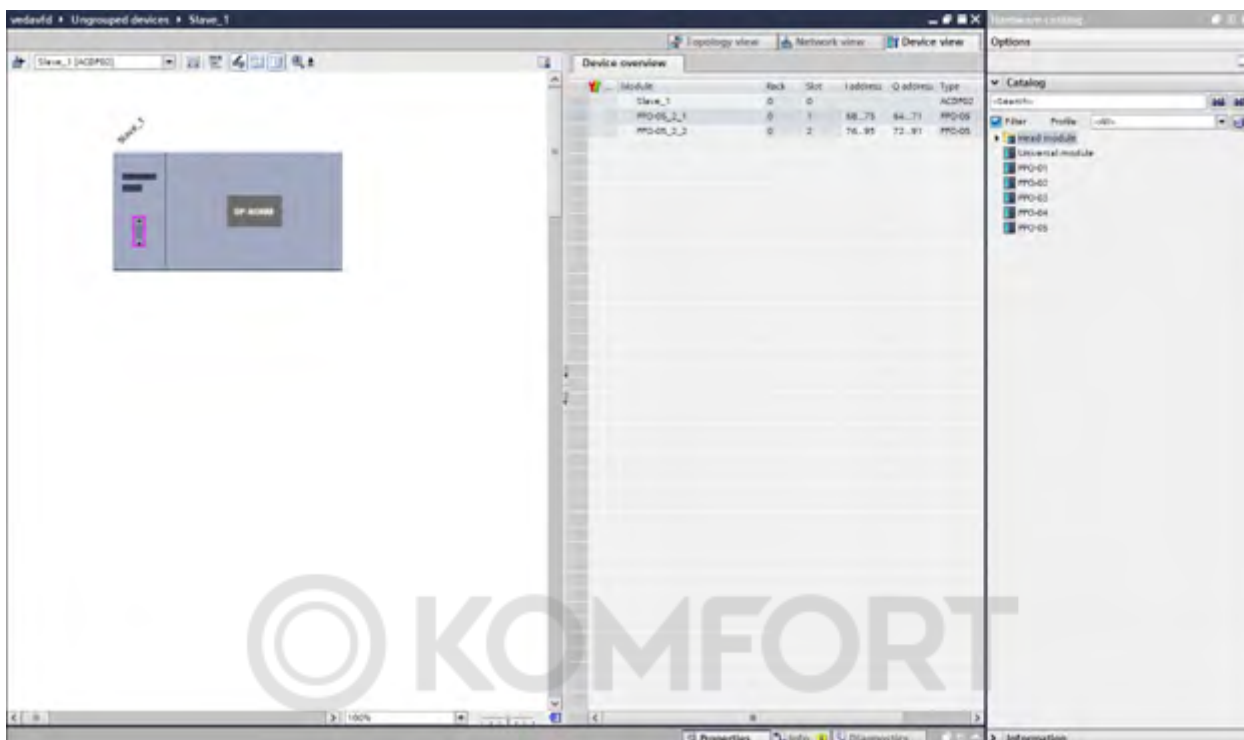 vedavfd ▸ Ungrouped devices ▸ Slave_1
Hardware catalog
Topology view Network view Device view
Options
Slave_1 [ACDP02]
Device overview
Catalog
Module Rack Slot I address Q address Type
<Search>
Slave_1 0 0 ACDP02
PPO-05_2_1 0 1 68...75 64...71 PPO-05
Filter Profile <All>
PPO-05_2_2 0 2 76...95 72...91 PPO-05
Head module
Universal module
PPO-01
PPO-02
PPO-03
PPO-04
PPO-05
Slave_1
KOMFORT
100%
Properties Info Diagnostics
Information